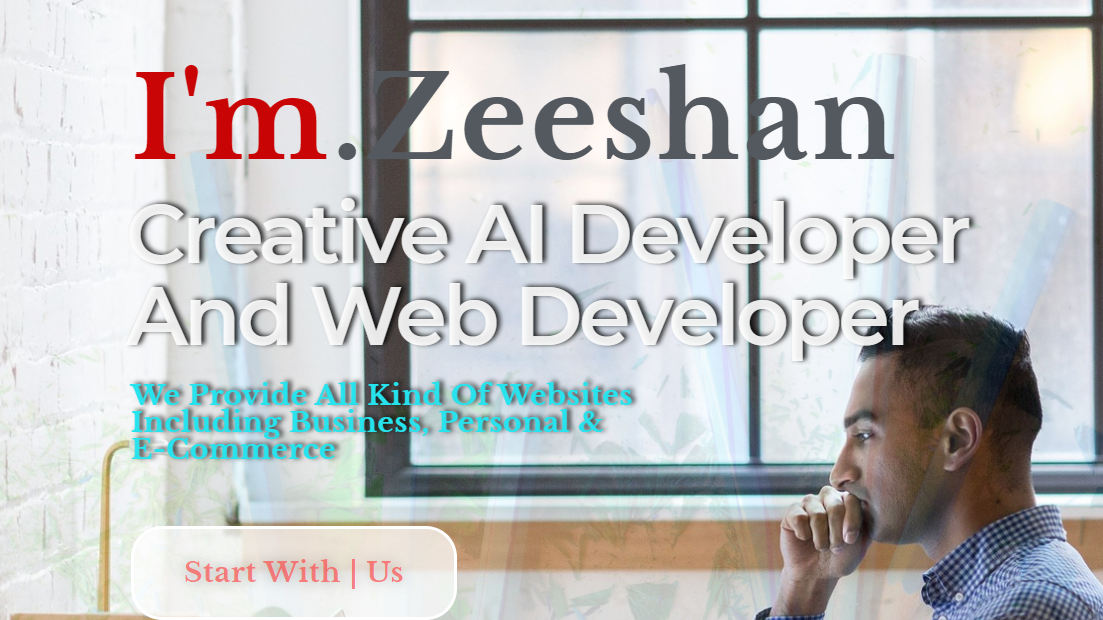 I'm.Zeeshan
Creative AI Developer
And Web Developer
We Provide All Kind Of Websites
Including Business, Personal &
E-Commerce
Start With | Us